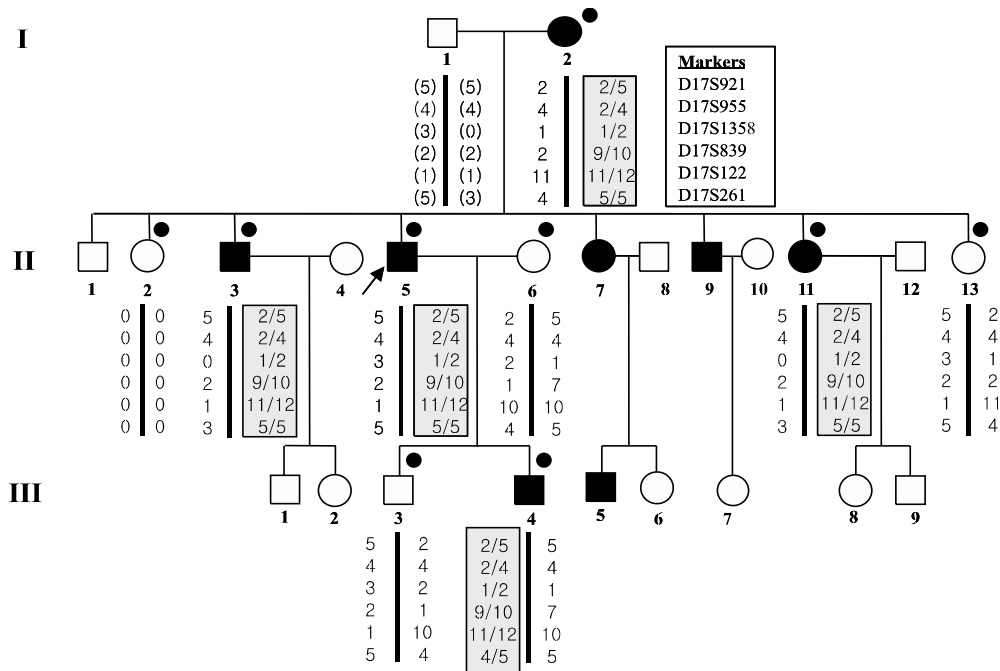 I
1 2
Markers
D17S921
D17S955
D17S1358
D17S839
D17S122
D17S261
(5) (5) 2 2/5
(4) (4) 4 2/4
(3) (0) 1 1/2
(2) (2) 2 9/10
(1) (1) 11 11/12
(5) (3) 4 5/5
II
1 2 3 4 5 6 7 8 9 10 11 12 13
0 0 5 2/5 5 2/5 2 5 5 2/5 5 2
0 0 4 2/4 4 2/4 4 4 4 2/4 4 4
0 0 0 1/2 3 1/2 2 1 0 1/2 3 1
0 0 2 9/10 2 9/10 1 7 2 9/10 2 2
0 0 1 11/12 1 11/12 10 10 1 11/12 1 11
0 0 3 5/5 5 5/5 4 5 3 5/5 5 4
III
1 2 3 4 5 6 7 8 9
5 2 2/5 5
4 4 2/4 4
3 2 1/2 1
2 1 9/10 7
1 10 11/12 10
5 4 4/5 5